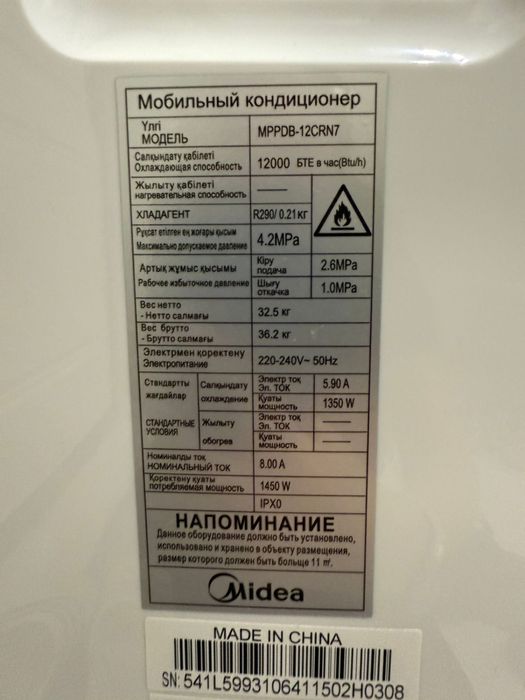 Мобильный кондиционер
Үлгі
МОДЕЛЬ
MPPDB-12CRN7
Салқындату қабілеті
Охлаждающая способность
12000 БТЕ в час(Btu/h)
Жылыту қабілеті
нагревательная способность
———
ХЛАДАГЕНТ
R290/ 0.21 кг
Рұқсат етілген ең жоғары қысым
Максимально допускаемое давление
4.2MPa
Артық жұмыс қысымы
Рабочее избыточное давление
Кіру
подача
2.6MPa
Шығу
откачка
1.0MPa
Вес нетто
- Нетто салмағы
32.5 кг
Вес брутто
- Брутто салмағы
36.2 кг
Электрмен қоректену
Электропитание
220-240V~ 50Hz
Стандартты
жағдайлар
СТАНДАРТНЫЕ
УСЛОВИЯ
Салқындату
охлаждение
Электр тоқ
Эл. ТОК
5.90 A
Қуаты
мощность
1350 W
Жылыту
обогрев
Электр тоқ
Эл. ТОК
———
Қуаты
мощность
———
Номиналды тоқ
НОМИНАЛЬНЫЙ ТОК
8.00 A
Қоректену қуаты
потребляемая мощность
1450 W
IPX0
НАПОМИНАНИЕ
Данное оборудование должно быть установлено,
использовано и хранено в объекту размещения,
размер которого должен быть больше 11 m².
Midea
MADE IN CHINA
SN: 541L5993106411502H0308